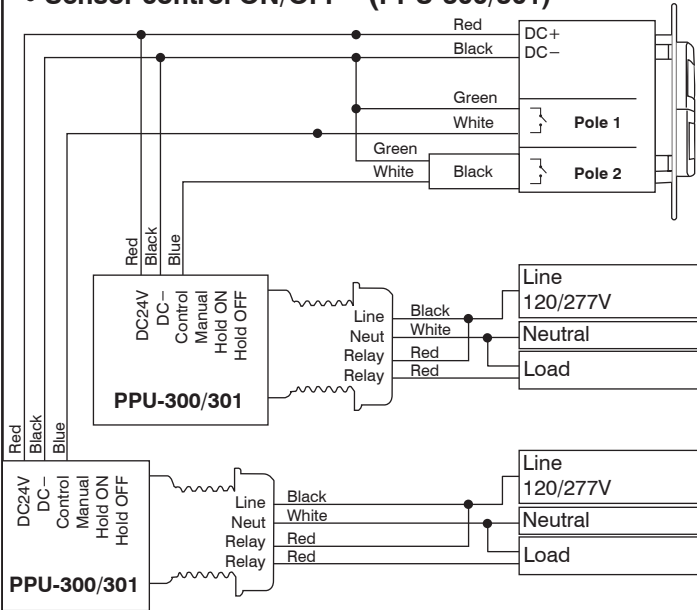 • Sensor control ON/OFF (PPU-300/301)
Red
Black
Green
White
Green
White
Black
DC+
DC−
Pole 1
Pole 2
Red
Black
Blue
DC24V
DC−
Control
Manual
Hold ON
Hold OFF
PPU-300/301
Line
Neut
Relay
Relay
Black
White
Red
Red
Line
120/277V
Neutral
Load
Red
Black
Blue
DC24V
DC−
Control
Manual
Hold ON
Hold OFF
PPU-300/301
Line
Neut
Relay
Relay
Black
White
Red
Red
Line
120/277V
Neutral
Load